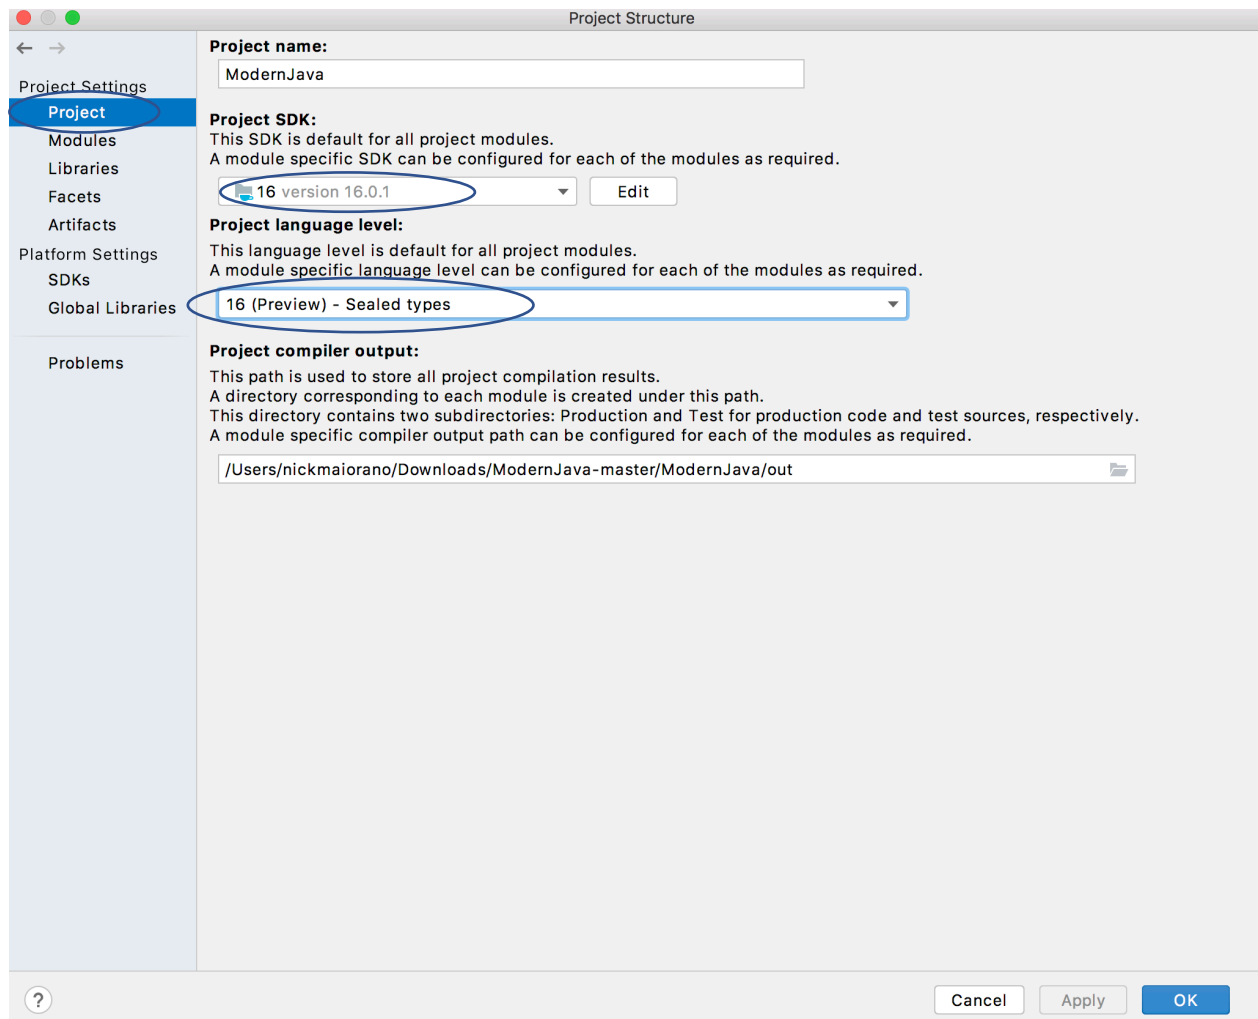 Project Structure
Project Settings
Project
Modules
Libraries
Facets
Artifacts
Platform Settings
SDKs
Global Libraries
Problems
Project name:
ModernJava
Project SDK:
This SDK is default for all project modules.
A module specific SDK can be configured for each of the modules as required.
16 version 16.0.1
Edit
Project language level:
This language level is default for all project modules.
A module specific language level can be configured for each of the modules as required.
16 (Preview) - Sealed types
Project compiler output:
This path is used to store all project compilation results.
A directory corresponding to each module is created under this path.
This directory contains two subdirectories: Production and Test for production code and test sources, respectively.
A module specific compiler output path can be configured for each of the modules as required.
/Users/nickmaiorano/Downloads/ModernJava-master/ModernJava/out
?
Cancel
Apply
OK